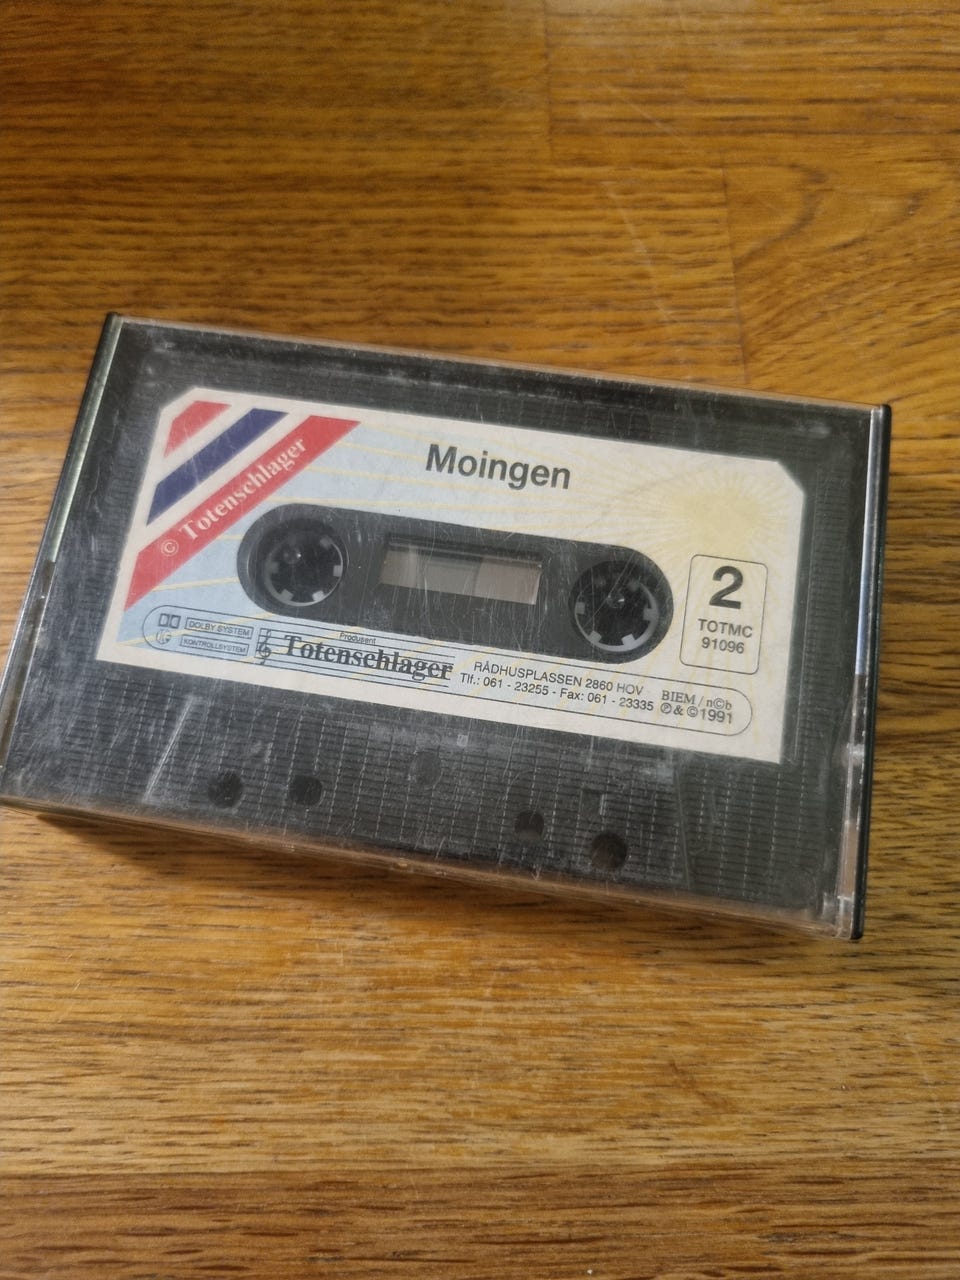 Moingen
© Totenschlager
2
TOTMC
91096
DOLBY SYSTEM
KONTROLLSYSTEM
Produsent
Totenschlager
RÅDHUSPLASSEN 2860 HOV
Tlf.: 061 - 23255 - Fax: 061 - 23335
BIEM / n©b
℗ & © 1991